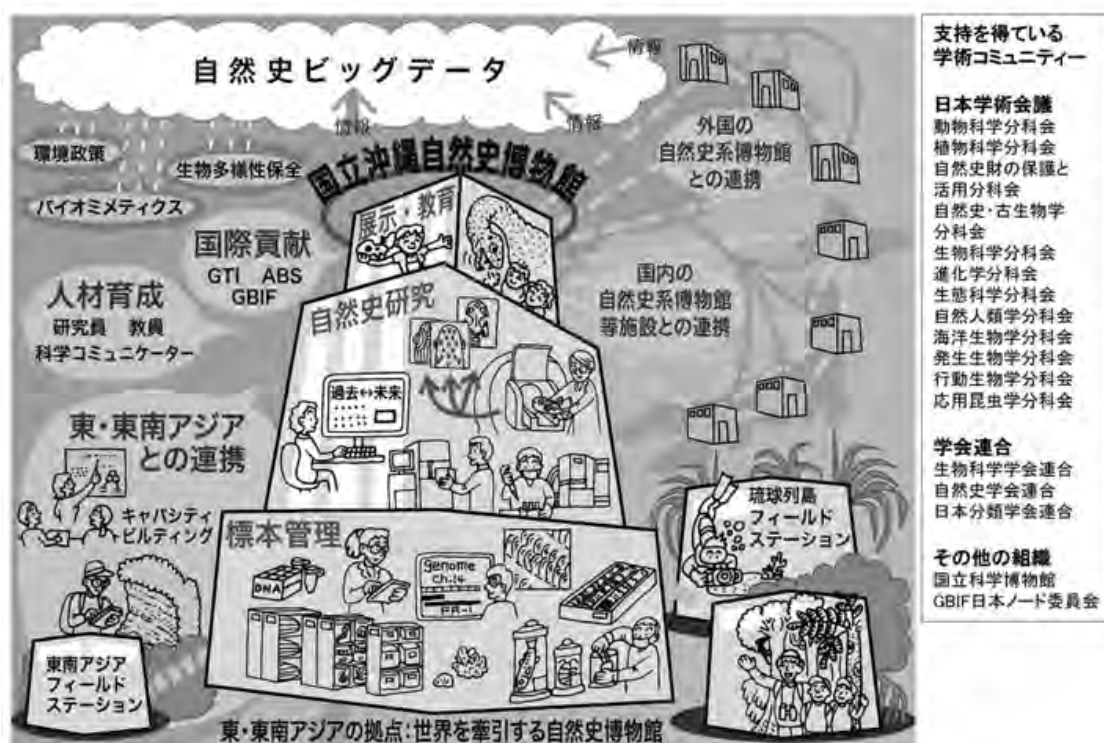 自然史ビッグデータ
情報
情報
情報
環境政策
生物多様性保全
バイオミメティクス
国立沖縄自然史博物館
外国の
自然史系博物館
との連携
展示・教育
国際貢献
GTI ABS
GBIF
人材育成
研究員 教員
科学コミュニケーター
自然史研究
国内の
自然史系博物館
等施設との連携
過去↔未来
東・東南アジア
との連携
キャパシティ
ビルディング
標本管理
DNA
genome
ch.14
PR-1
琉球列島
フィールド
ステーション
東南アジア
フィールド
ステーション
東・東南アジアの拠点:世界を牽引する自然史博物館
支持を得ている
学術コミュニティー
日本学術会議
動物科学分科会
植物科学分科会
自然史財の保護と
活用分科会
自然史・古生物学
分科会
生物科学分科会
進化学分科会
生態科学分科会
自然人類学分科会
海洋生物学分科会
発生生物学分科会
行動生物学分科会
応用昆虫学分科会
学会連合
生物科学学会連合
自然史学会連合
日本分類学会連合
その他の組織
国立科学博物館
GBIF日本ノード委員会